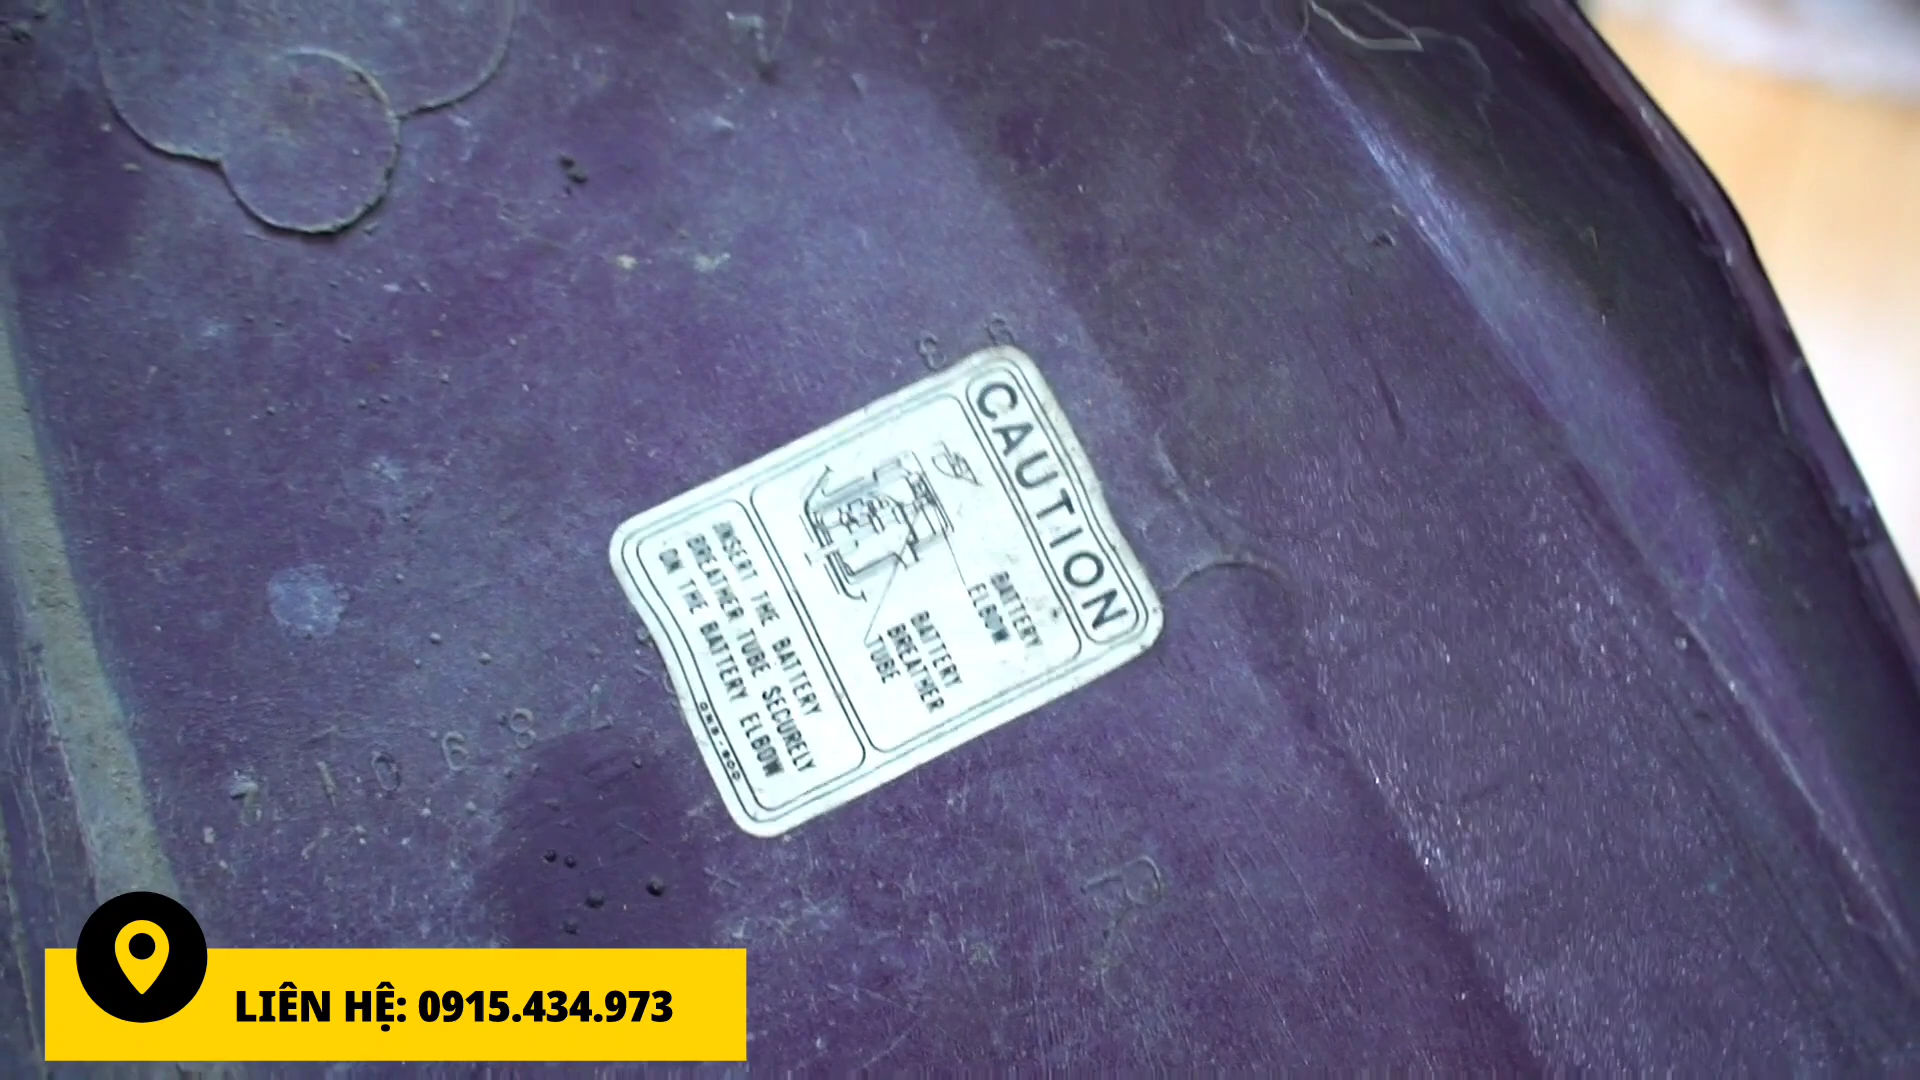 CAUTION
BATTERY
ELBOW
BATTERY
BREATHER
TUBE
INSERT THE BATTERY
BREATHER TUBE SECURELY
ON THE BATTERY ELBOW
LIÊN HỆ: 0915.434.973